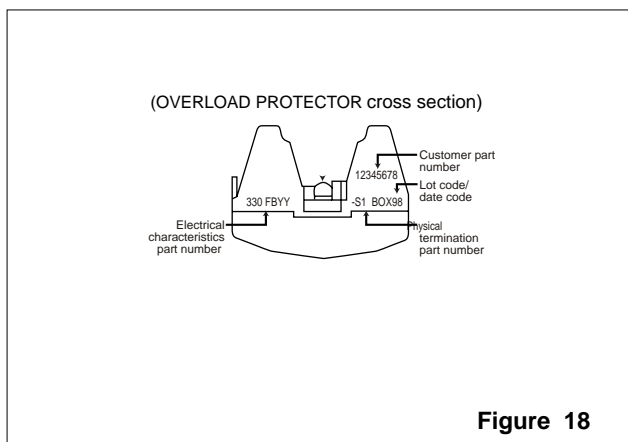 (OVERLOAD PROTECTOR cross section)
Customer part
number
12345678
Lot code/
date code
330 FBYY
-S1 BOX98
Electrical
characteristics
part number
Physical
termination
part number
Figure 18